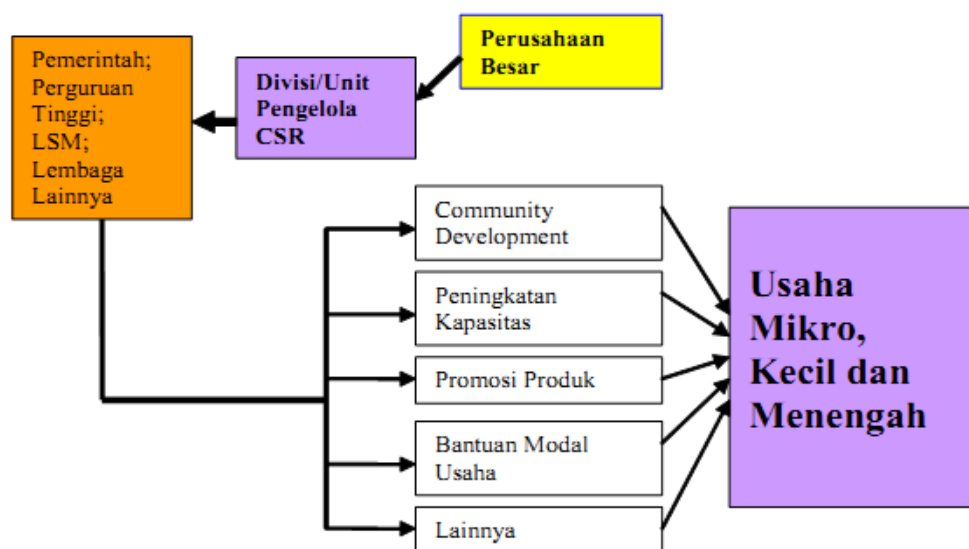 Perusahaan
Besar
Divisi/Unit
Pengelola
CSR
Pemerintah;
Perguruan
Tinggi;
LSM;
Lembaga
Lainnya
Community
Development
Peningkatan
Kapasitas
Promosi Produk
Bantuan Modal
Usaha
Lainnya
Usaha
Mikro,
Kecil dan
Menengah